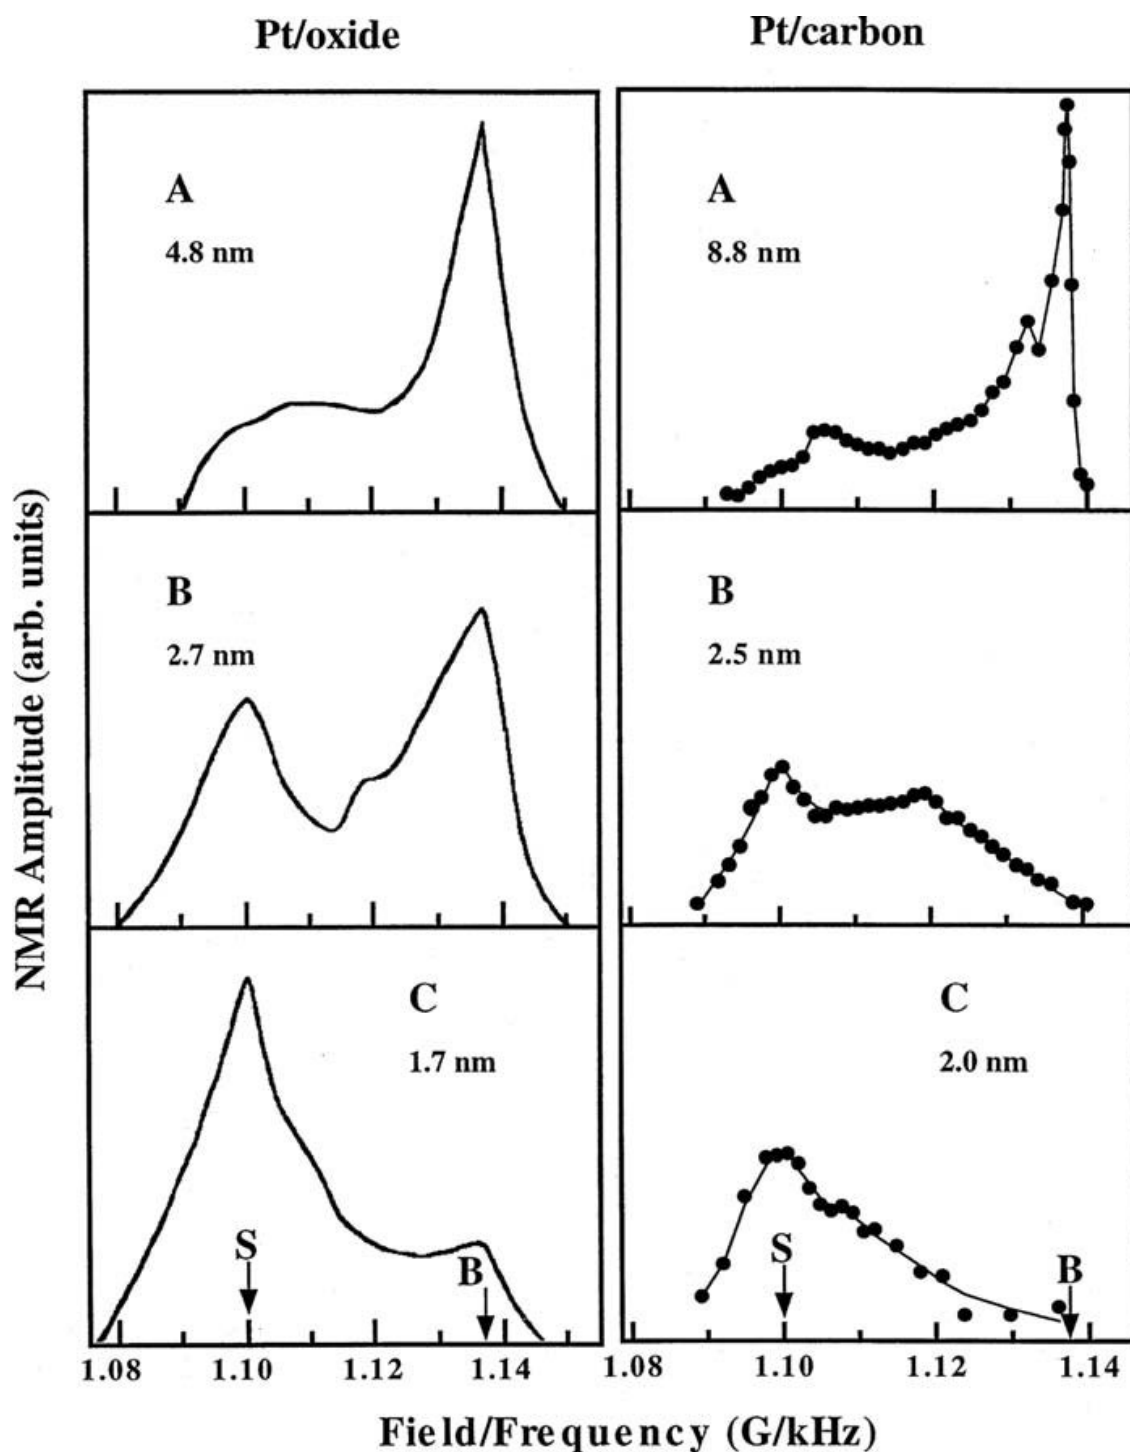 Pt/oxide
Pt/carbon
A
4.8 nm
A
8.8 nm
B
2.7 nm
B
2.5 nm
C
1.7 nm
C
2.0 nm
S
B
S
B
1.08
1.10
1.12
1.14
1.08
1.10
1.12
1.14
NMR Amplitude (arb. units)
Field/Frequency (G/kHz)